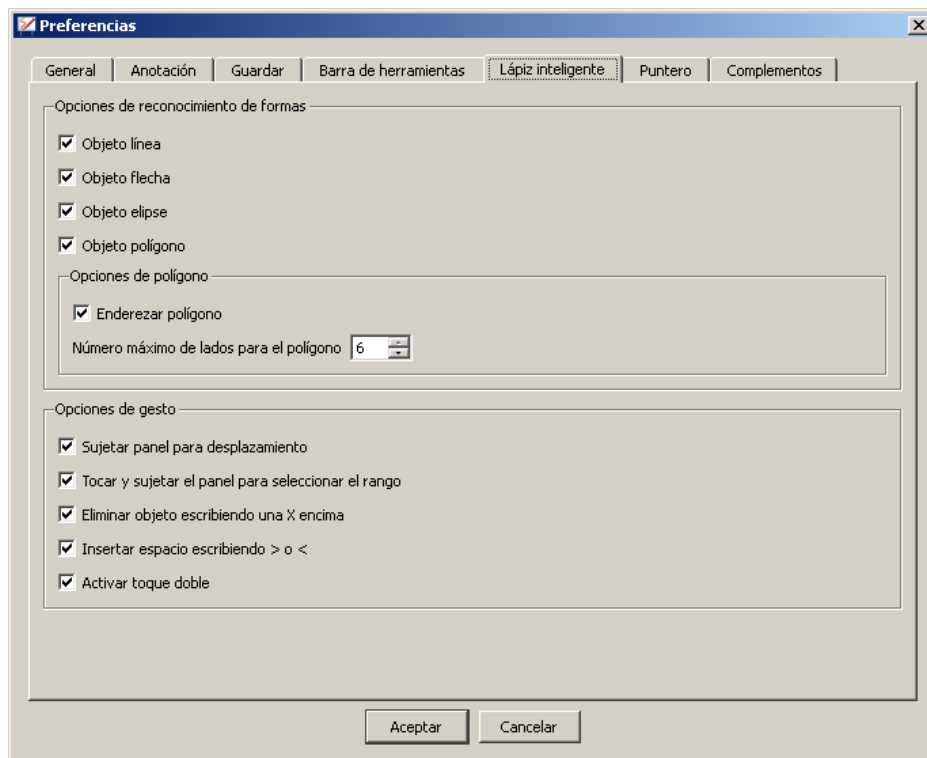 Preferencias
General Anotación Guardar Barra de herramientas Lápiz inteligente Puntero Complementos
Opciones de reconocimiento de formas
Objeto línea
Objeto flecha
Objeto elipse
Objeto polígono
Opciones de polígono
Enderezar polígono
Número máximo de lados para el polígono 6
Opciones de gesto
Sujetar panel para desplazamiento
Tocar y sujetar el panel para seleccionar el rango
Eliminar objeto escribiendo una X encima
Insertar espacio escribiendo > o <
Activar toque doble
Aceptar Cancelar